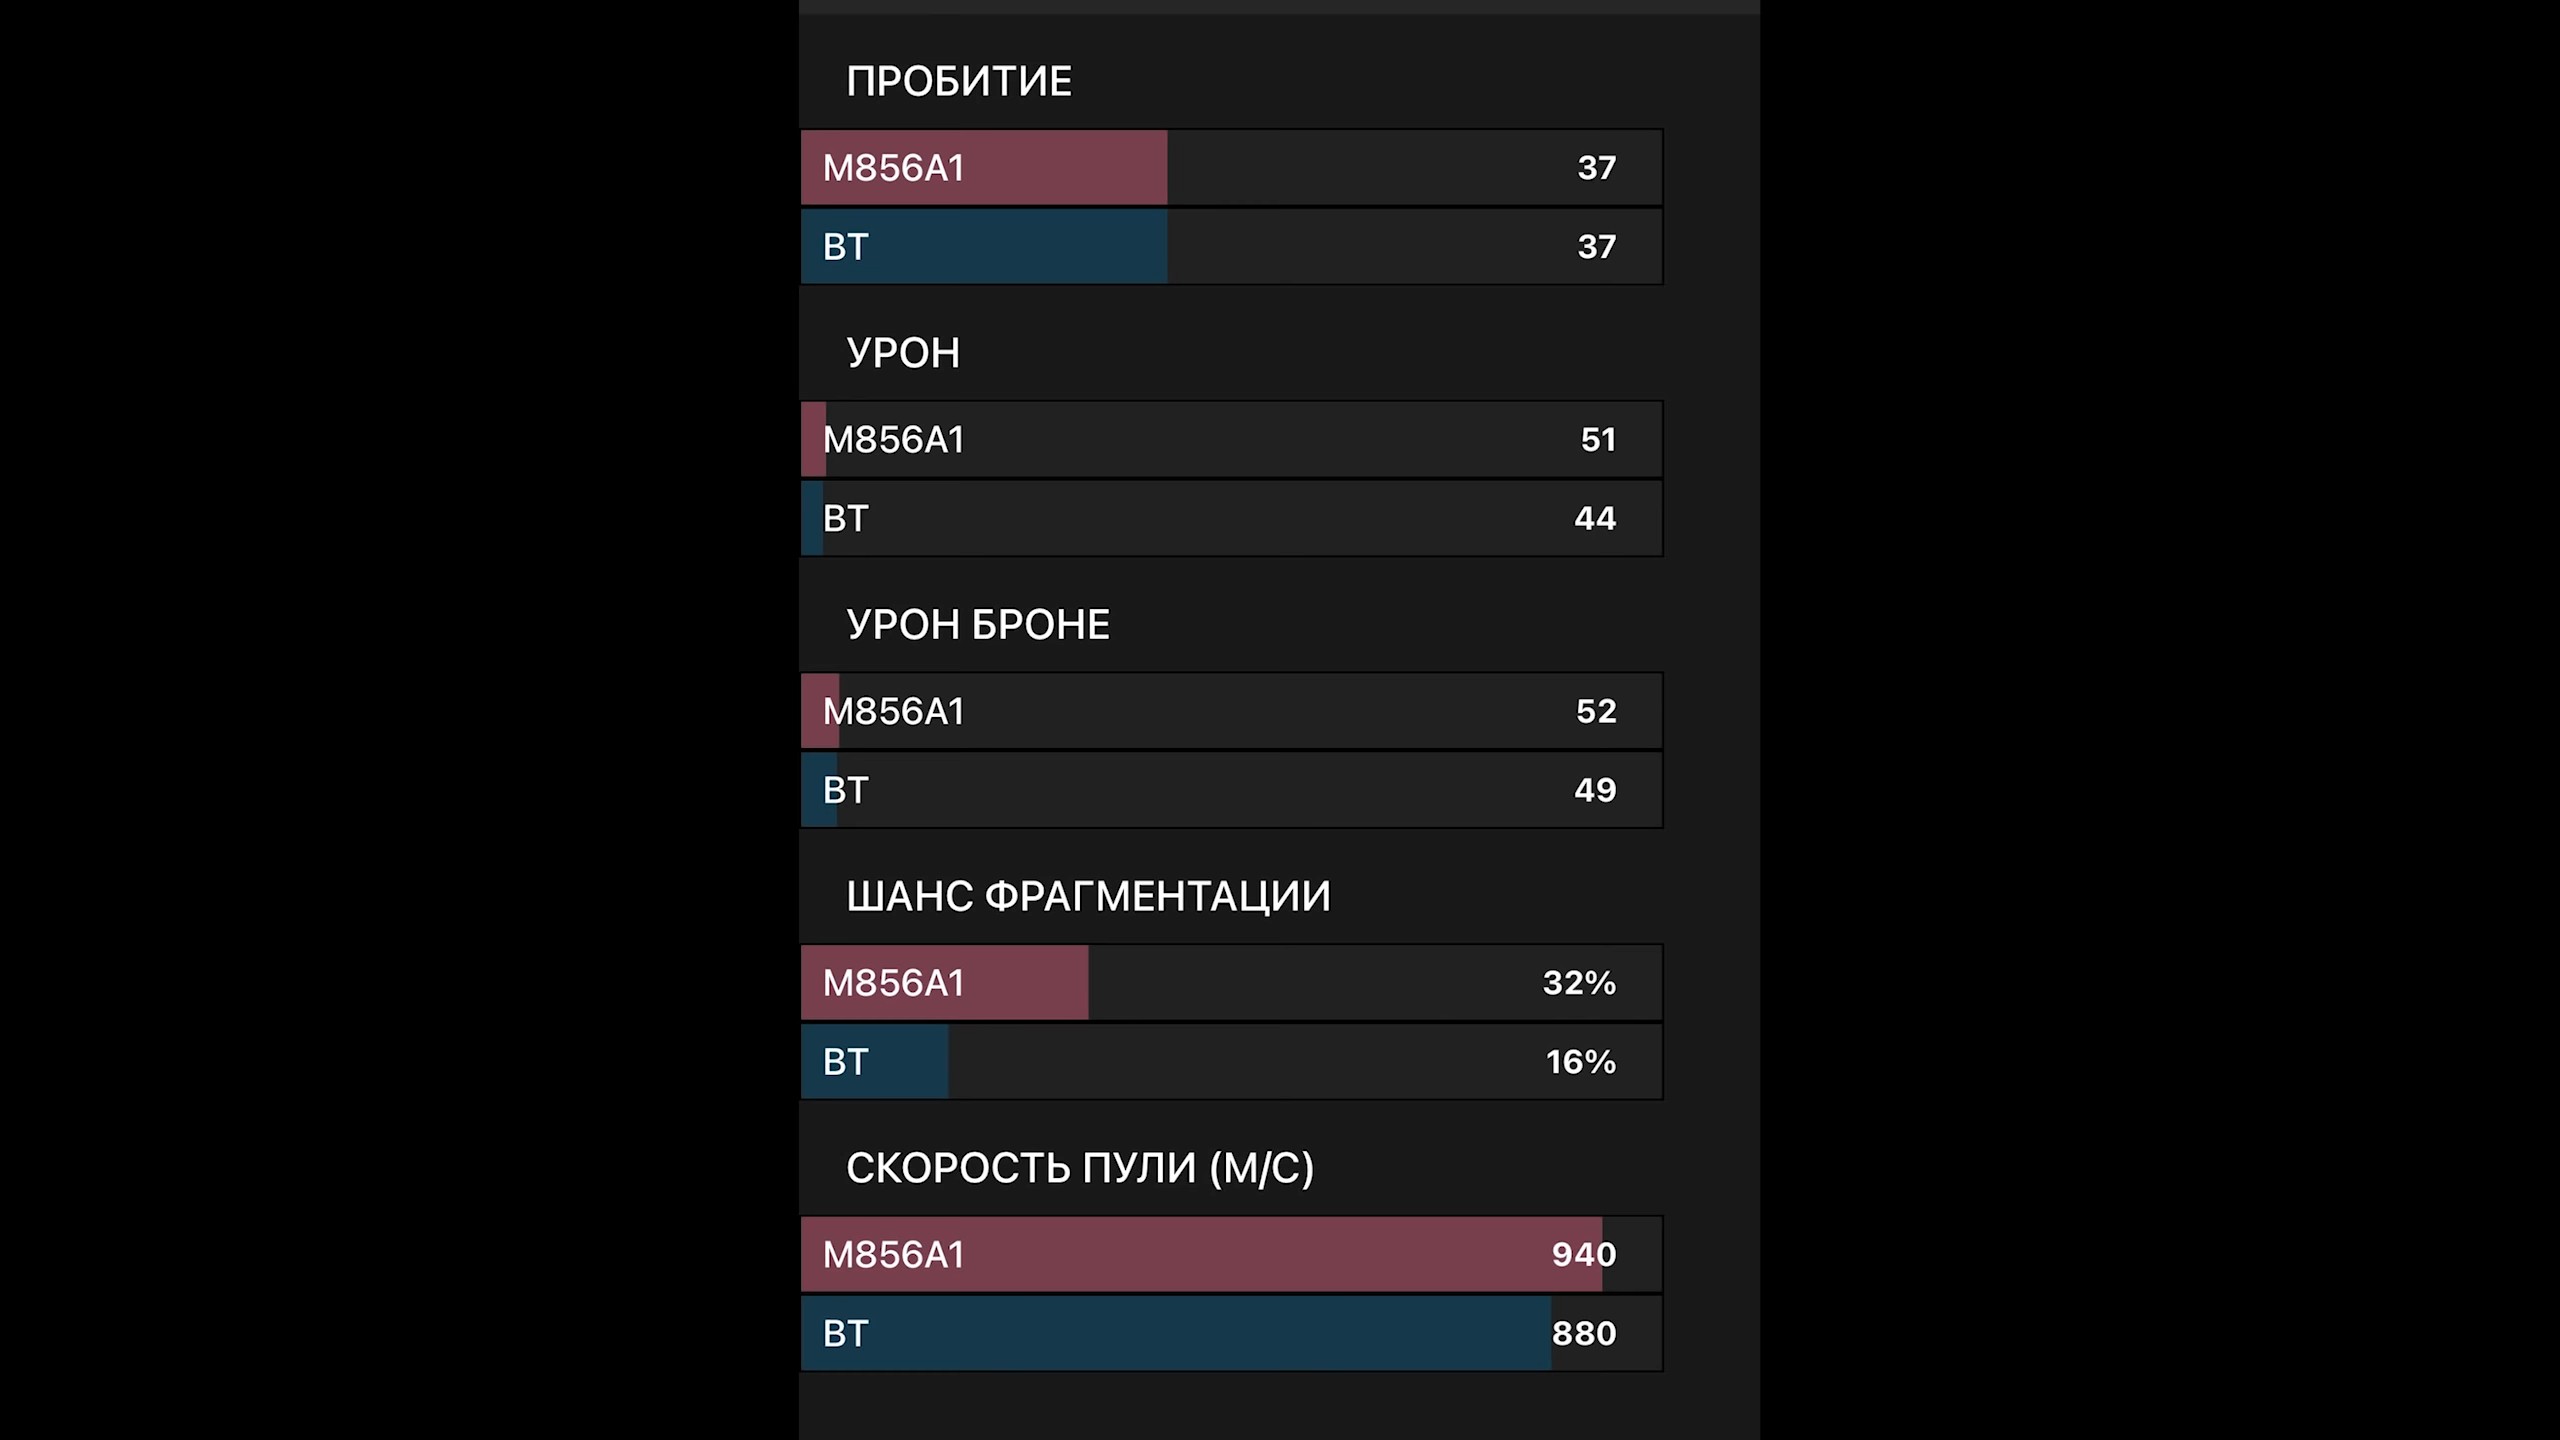 ПРОБИТИЕ
M856A1 37
BT 37
УРОН
M856A1 51
BT 44
УРОН БРОНЕ
M856A1 52
BT 49
ШАНС ФРАГМЕНТАЦИИ
M856A1 32%
BT 16%
СКОРОСТЬ ПУЛИ (М/С)
M856A1 940
BT 880